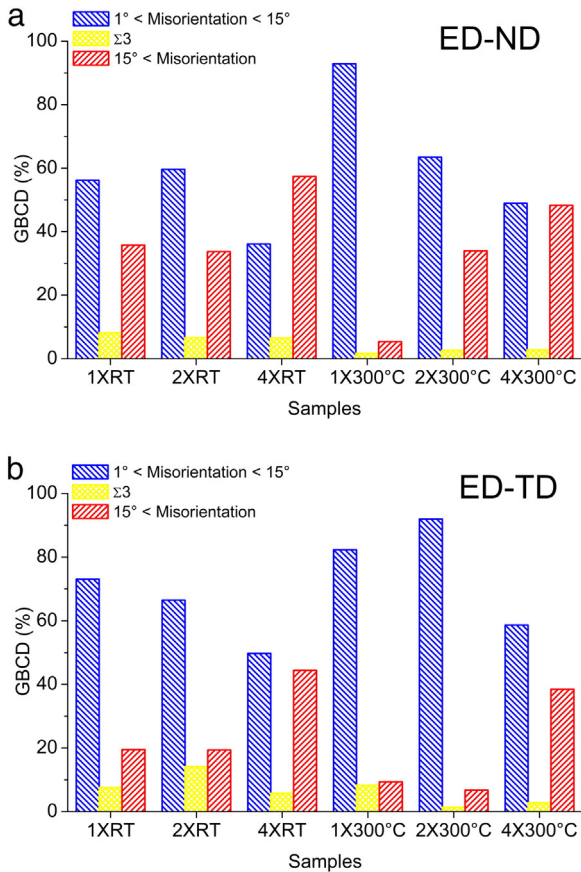 a
1° < Misorientation < 15°
Σ3
15° < Misorientation
ED-ND
100
80
60
40
20
0
GBCD (%)
1XRT 2XRT 4XRT 1X300°C 2X300°C 4X300°C
Samples
b
1° < Misorientation < 15°
Σ3
15° < Misorientation
ED-TD
100
80
60
40
20
0
GBCD (%)
1XRT 2XRT 4XRT 1X300°C 2X300°C 4X300°C
Samples